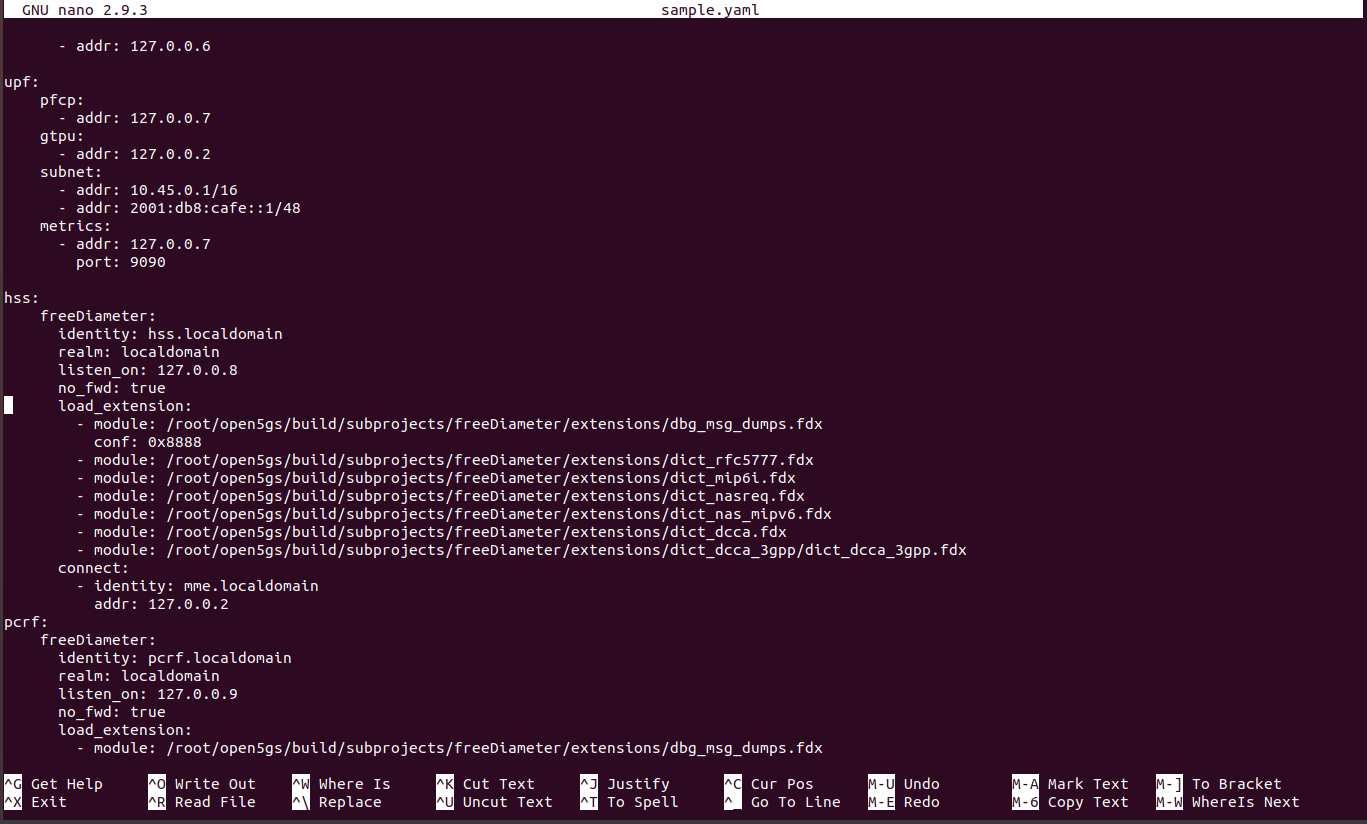 GNU nano 2.9.3 sample.yaml
- addr: 127.0.0.6
upf:
pfcp:
- addr: 127.0.0.7
gtpu:
- addr: 127.0.0.2
subnet:
- addr: 10.45.0.1/16
- addr: 2001:db8:cafe::1/48
metrics:
- addr: 127.0.0.7
port: 9090
hss:
freeDiameter:
identity: hss.localdomain
realm: localdomain
listen_on: 127.0.0.8
no_fwd: true
load_extension:
- module: /root/open5gs/build/subprojects/freeDiameter/extensions/dbg_msg_dumps.fdx
conf: 0x8888
- module: /root/open5gs/build/subprojects/freeDiameter/extensions/dict_rfc5777.fdx
- module: /root/open5gs/build/subprojects/freeDiameter/extensions/dict_mip6i.fdx
- module: /root/open5gs/build/subprojects/freeDiameter/extensions/dict_nasreq.fdx
- module: /root/open5gs/build/subprojects/freeDiameter/extensions/dict_nas_mipv6.fdx
- module: /root/open5gs/build/subprojects/freeDiameter/extensions/dict_dcca.fdx
- module: /root/open5gs/build/subprojects/freeDiameter/extensions/dict_dcca_3gpp/dict_dcca_3gpp.fdx
connect:
- identity: mme.localdomain
addr: 127.0.0.2
pcrf:
freeDiameter:
identity: pcrf.localdomain
realm: localdomain
listen_on: 127.0.0.9
no_fwd: true
load_extension:
- module: /root/open5gs/build/subprojects/freeDiameter/extensions/dbg_msg_dumps.fdx
^G Get Help ^O Write Out ^W Where Is ^K Cut Text ^J Justify ^C Cur Pos M-U Undo M-A Mark Text M-] To Bracket
^X Exit ^R Read File ^\ Replace ^U Uncut Text ^T To Spell ^_ Go To Line M-E Redo M-6 Copy Text M-W WhereIs Next